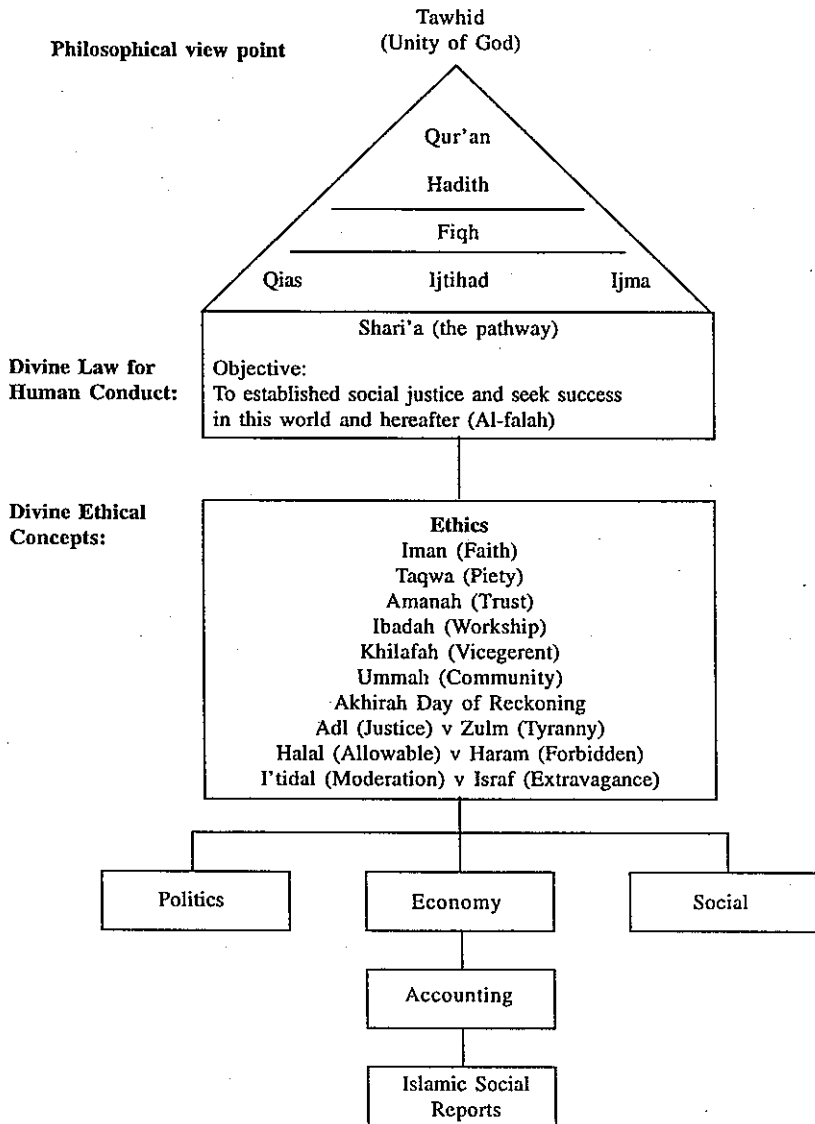 Tawhid
(Unity of God)
Philosophical view point
Qur'an
Hadith
Fiqh
Qias Ijtihad Ijma
Shari'a (the pathway)
Divine Law for
Human Conduct:
Objective:
To established social justice and seek success
in this world and hereafter (Al-falah)
Divine Ethical
Concepts:
Ethics
Iman (Faith)
Taqwa (Piety)
Amanah (Trust)
Ibadah (Workship)
Khilafah (Vicegerent)
Ummah (Community)
Akhirah Day of Reckoning
Adl (Justice) v Zulm (Tyranny)
Halal (Allowable) v Haram (Forbidden)
I'tidal (Moderation) v Israf (Extravagance)
Politics Economy Social
Accounting
Islamic Social
Reports